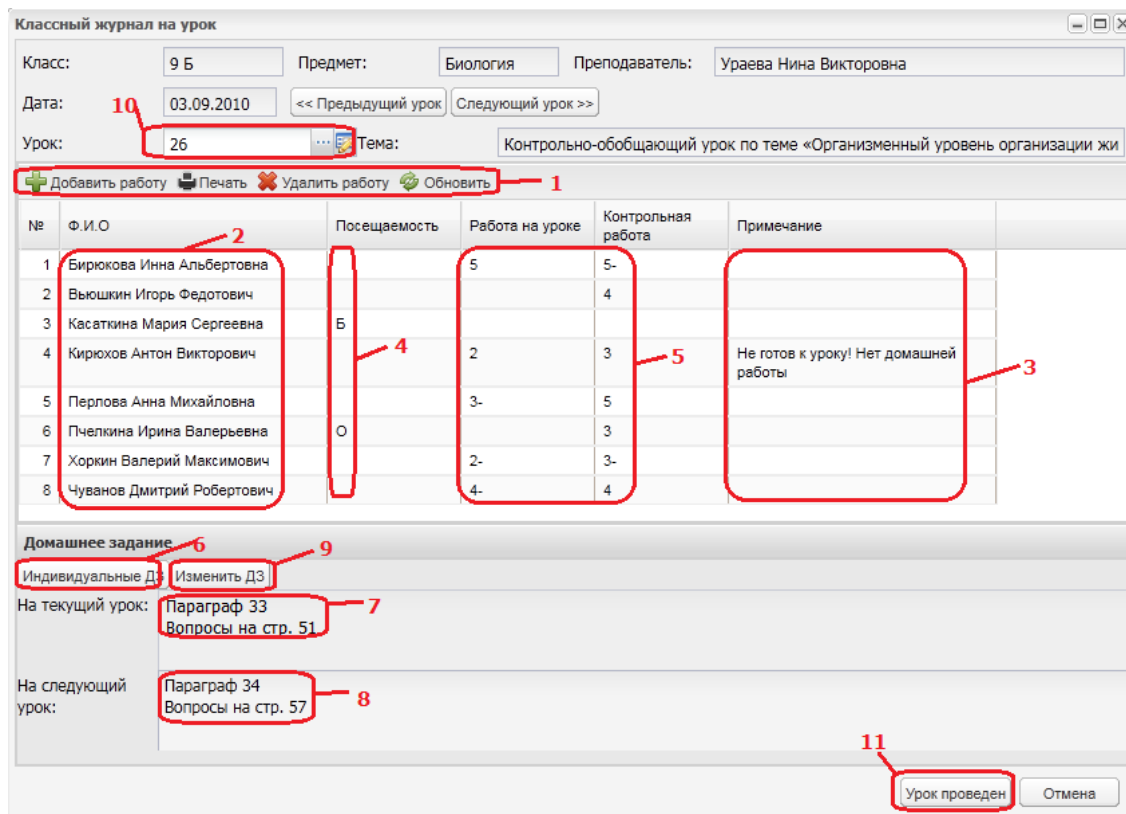 Классный журнал на урок
Класс: 9 Б Предмет: Биология Преподаватель: Ураева Нина Викторовна
Дата: 10 03.09.2010 << Предыдущий урок Следующий урок >>
Урок: 26 ... Тема: Контрольно-обобщающий урок по теме «Организменный уровень организации жи
Добавить работу Печать Удалить работу Обновить 1
№ Ф.И.О 2 Посещаемость Работа на уроке Контрольная работа Примечание
1 Бирюкова Инна Альбертовна 5 5-
2 Вьюшкин Игорь Федотович 4
3 Касаткина Мария Сергеевна Б
4 Кирюхов Антон Викторович 4 2 3 5 Не готов к уроку! Нет домашней
работы 3
5 Перлова Анна Михайловна 3- 5
6 Пчелкина Ирина Валерьевна О 3
7 Хоркин Валерий Максимович 2- 3-
8 Чуванов Дмитрий Робертович 4- 4
Домашнее задание 6 9
Индивидуальные ДЗ Изменить ДЗ
На текущий урок: Параграф 33 7
Вопросы на стр. 51
На следующий Параграф 34 8
урок: Вопросы на стр. 57
11
Урок проведен Отмена